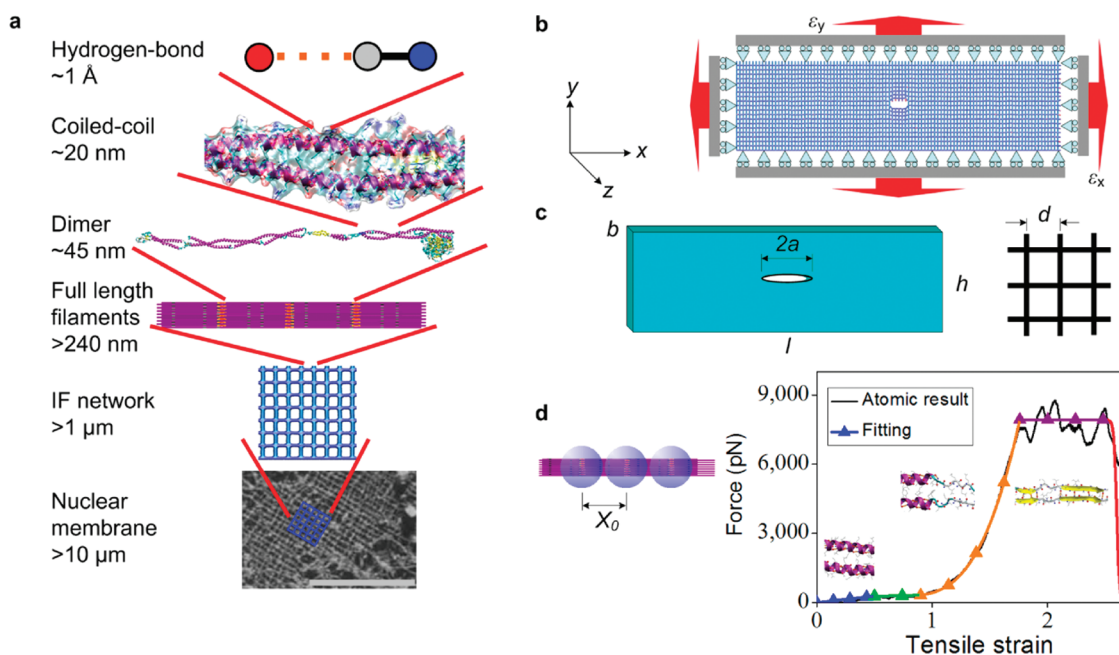 a
Hydrogen-bond
~1 Å
Coiled-coil
~20 nm
Dimer
~45 nm
Full length
filaments
>240 nm
IF network
>1 μm
Nuclear
membrane
>10 μm
b
εy
y
x
z
εx
c
b
2a
h
l
d
d
X0
Force (pN)
9,000
6,000
3,000
0
Atomic result
Fitting
0 1 2
Tensile strain